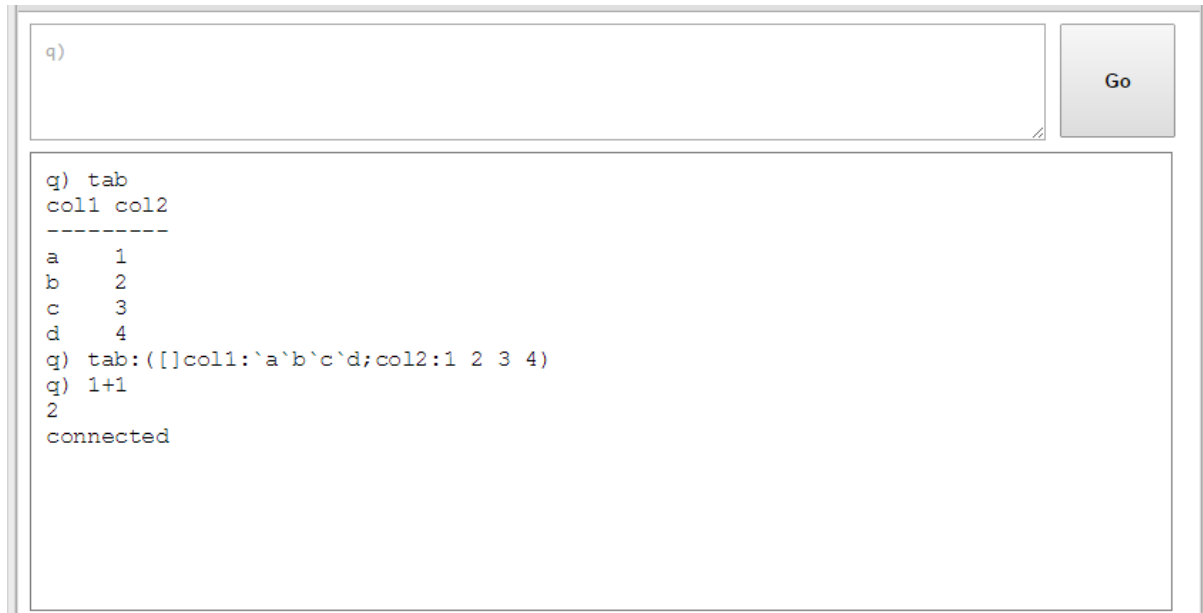 q)
Go
q) tab
col1 col2
---------
a    1
b    2
c    3
d    4
q) tab:([]col1:`a`b`c`d;col2:1 2 3 4)
q) 1+1
2
connected